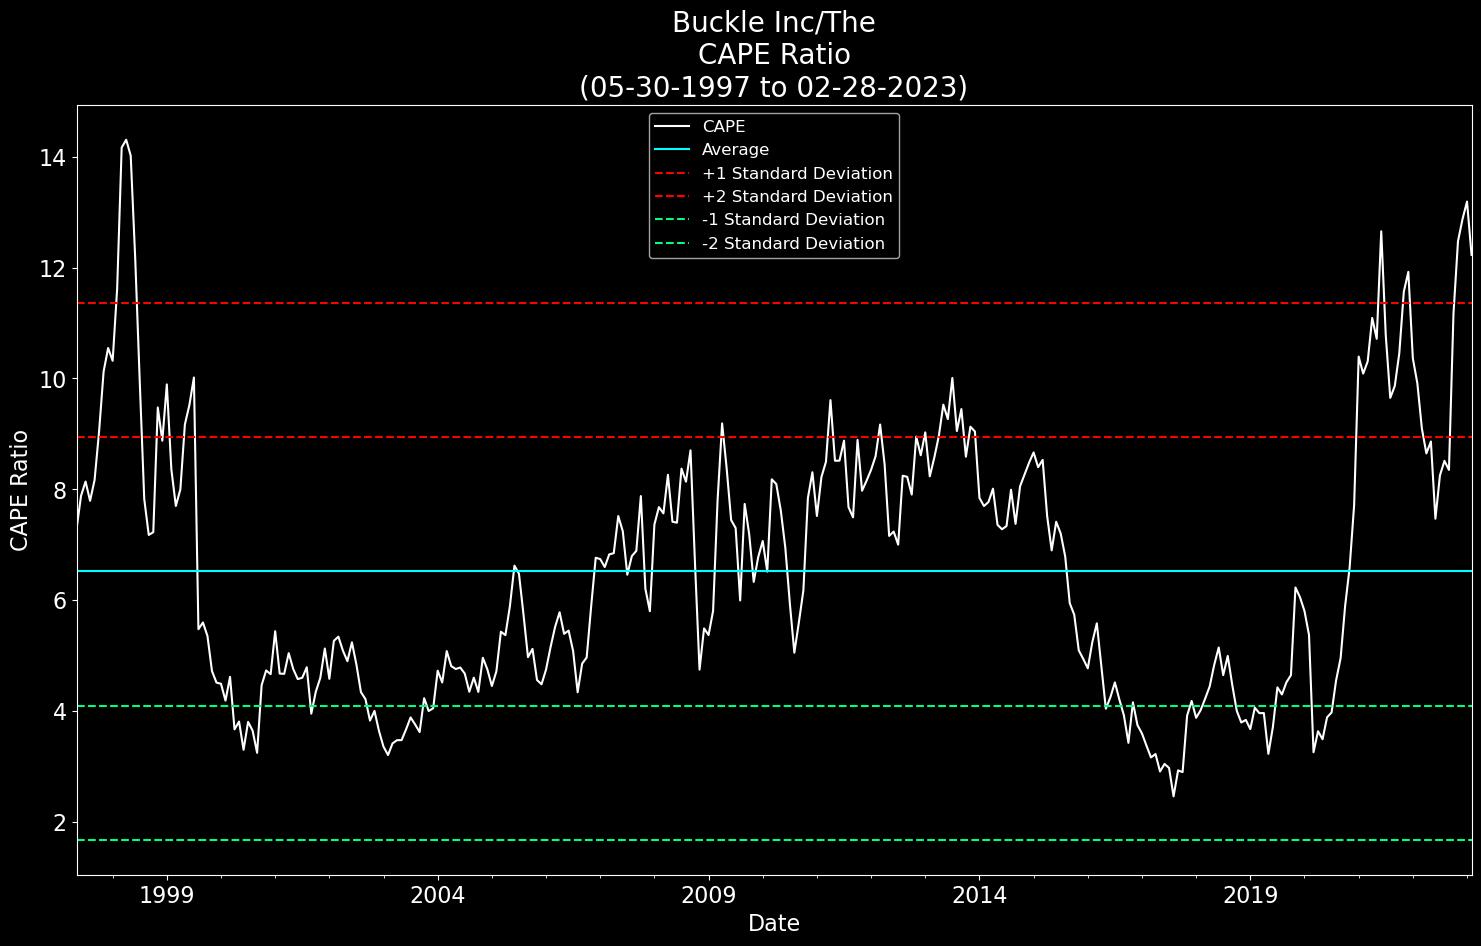 Buckle Inc/The
CAPE Ratio
(05-30-1997 to 02-28-2023)
CAPE
Average
+1 Standard Deviation
+2 Standard Deviation
-1 Standard Deviation
-2 Standard Deviation
CAPE Ratio
14
12
10
8
6
4
2
1999
2004
2009
2014
2019
Date